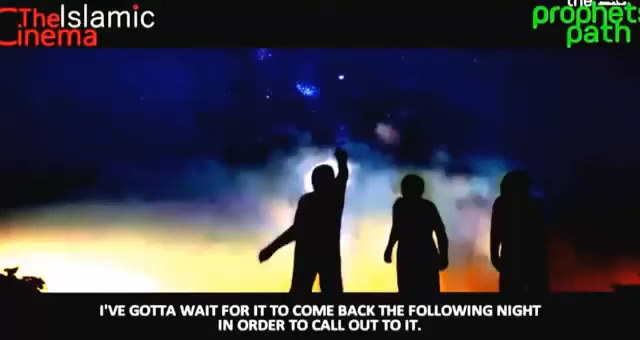 The Islamic
Cinema
the
prophets
path
I'VE GOTTA WAIT FOR IT TO COME BACK THE FOLLOWING NIGHT
IN ORDER TO CALL OUT TO IT.